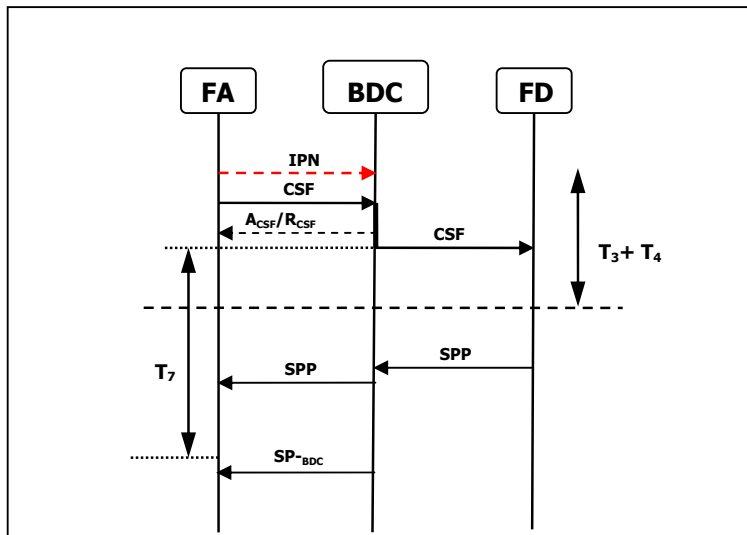 FA BDC FD
IPN
CSF
ACSF/RCSF
CSF
T3+ T4
SPP
T7
SPP
SP-BDC